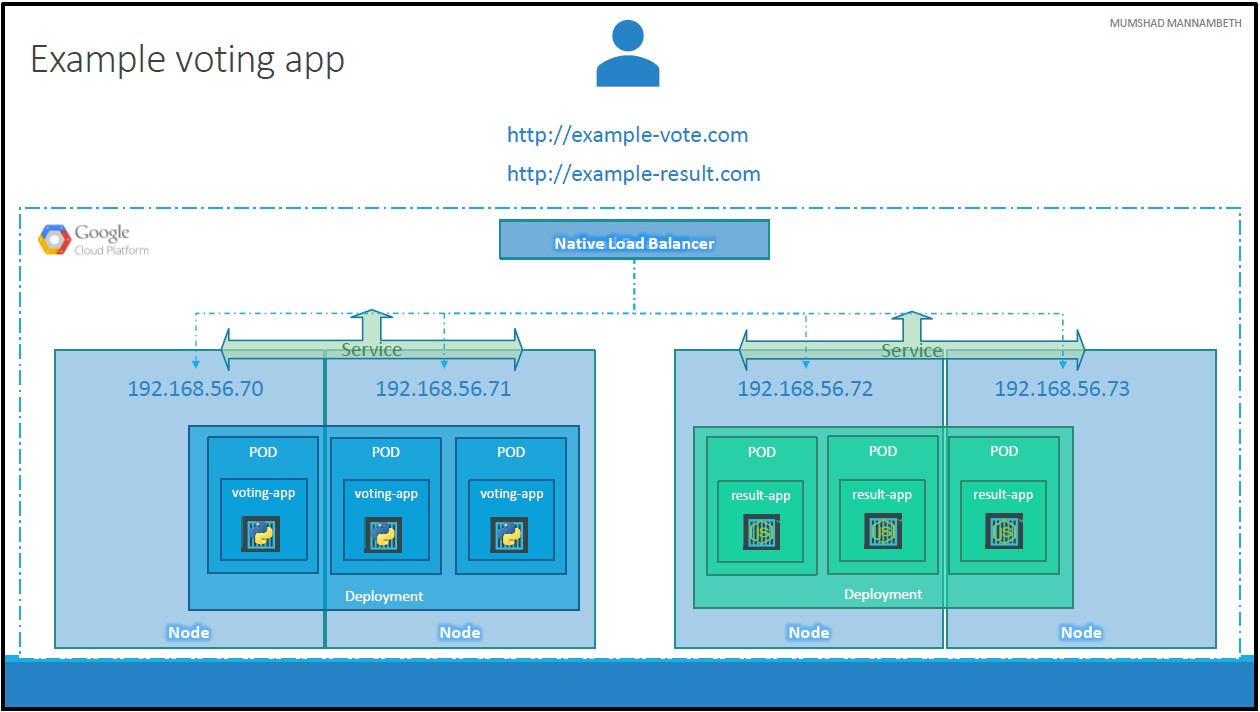 MUMSHAD MANNAMBETH
Example voting app
http://example-vote.com
http://example-result.com
Google
Cloud Platform
Native Load Balancer
Service
Service
192.168.56.70
192.168.56.71
192.168.56.72
192.168.56.73
POD
POD
POD
POD
POD
POD
voting-app
voting-app
voting-app
result-app
result-app
result-app
JS
JS
JS
Deployment
Deployment
Node
Node
Node
Node